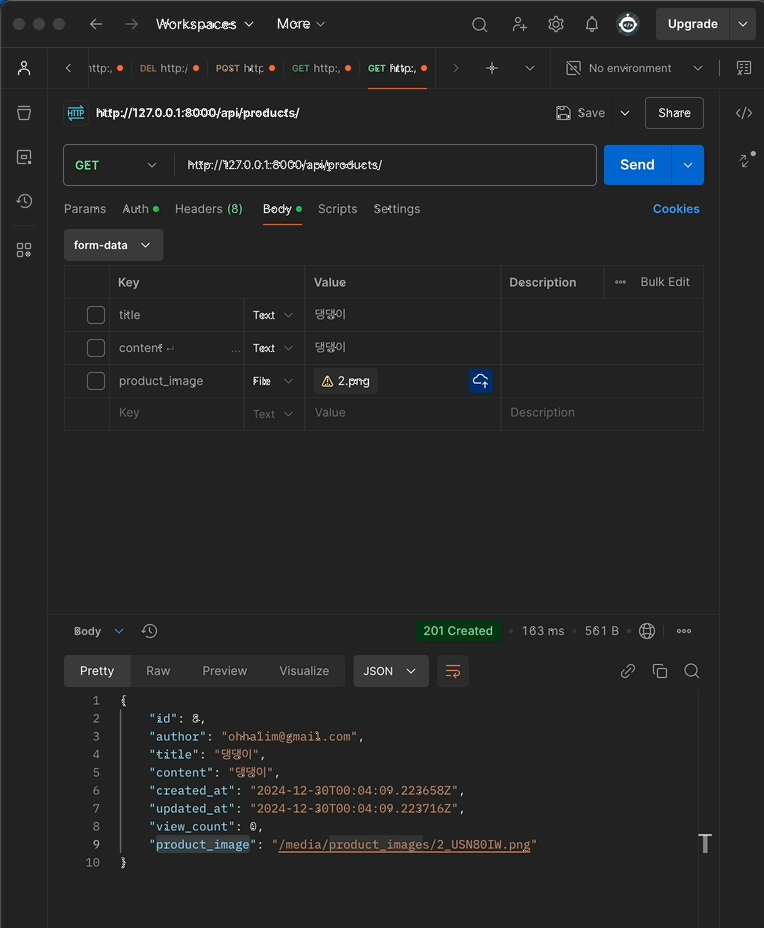 Workspaces More Upgrade
http:, DEL http:/ POST http: GET http:, GET http:, No environment
HTTP http://127.0.0.1:8000/api/products/ Save Share
GET http://127.0.0.1:8000/api/products/ Send
Params Auth Headers (8) Body Scripts Settings Cookies
form-data
Key Value Description Bulk Edit
title Text 댕댕이
content Text 댕댕이
product_image File 2.png
Key Text Value Description
Body 201 Created 163 ms 561 B
Pretty Raw Preview Visualize JSON
1 {
2 "id": 8,
3 "author": "ohhalim@gmail.com",
4 "title": "댕댕이",
5 "content": "댕댕이",
6 "created_at": "2024-12-30T00:04:09.223658Z",
7 "updated_at": "2024-12-30T00:04:09.223716Z",
8 "view_count": 0,
9 "product_image": "/media/product_images/2_USN80IW.png"
10 }
T